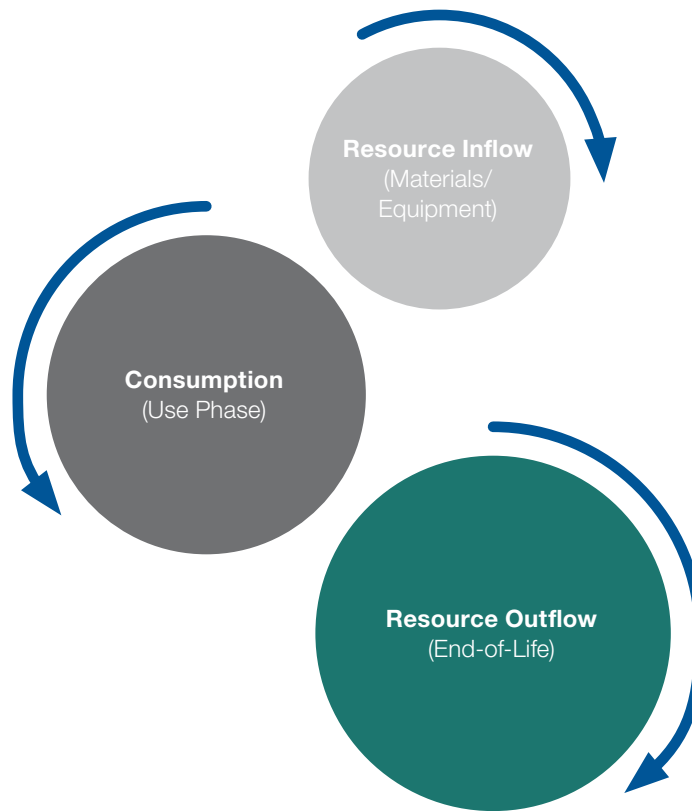 Resource Inflow
(Materials/
Equipment)
Consumption
(Use Phase)
Resource Outflow
(End-of-Life)